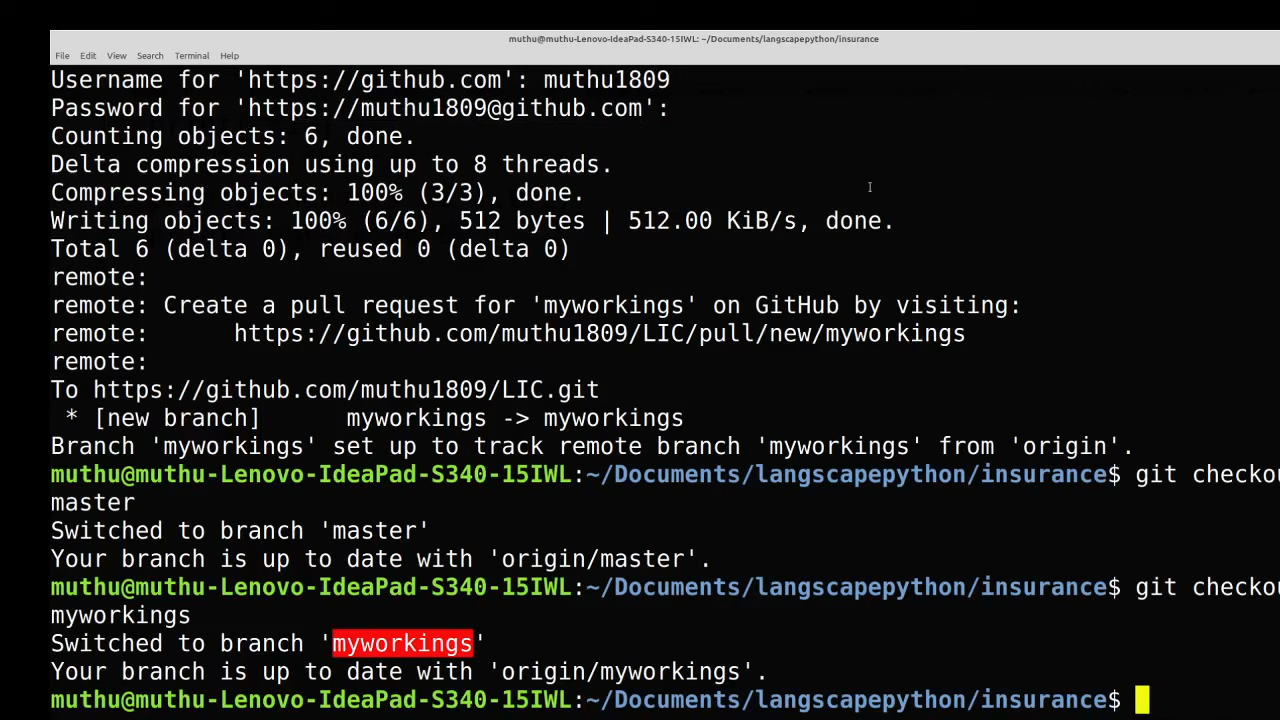 muthu@muthu-Lenovo-IdeaPad-S340-15IWL: ~/Documents/langscapepython/insurance
File Edit View Search Terminal Help
Username for 'https://github.com': muthu1809
Password for 'https://muthu1809@github.com':
Counting objects: 6, done.
Delta compression using up to 8 threads.
Compressing objects: 100% (3/3), done.
Writing objects: 100% (6/6), 512 bytes | 512.00 KiB/s, done.
Total 6 (delta 0), reused 0 (delta 0)
remote:
remote: Create a pull request for 'myworkings' on GitHub by visiting:
remote:      https://github.com/muthu1809/LIC/pull/new/myworkings
remote:
To https://github.com/muthu1809/LIC.git
 * [new branch]      myworkings -> myworkings
Branch 'myworkings' set up to track remote branch 'myworkings' from 'origin'.
muthu@muthu-Lenovo-IdeaPad-S340-15IWL:~/Documents/langscapepython/insurance$ git checkou
master
Switched to branch 'master'
Your branch is up to date with 'origin/master'.
muthu@muthu-Lenovo-IdeaPad-S340-15IWL:~/Documents/langscapepython/insurance$ git checkou
myworkings
Switched to branch 'myworkings'
Your branch is up to date with 'origin/myworkings'.
muthu@muthu-Lenovo-IdeaPad-S340-15IWL:~/Documents/langscapepython/insurance$